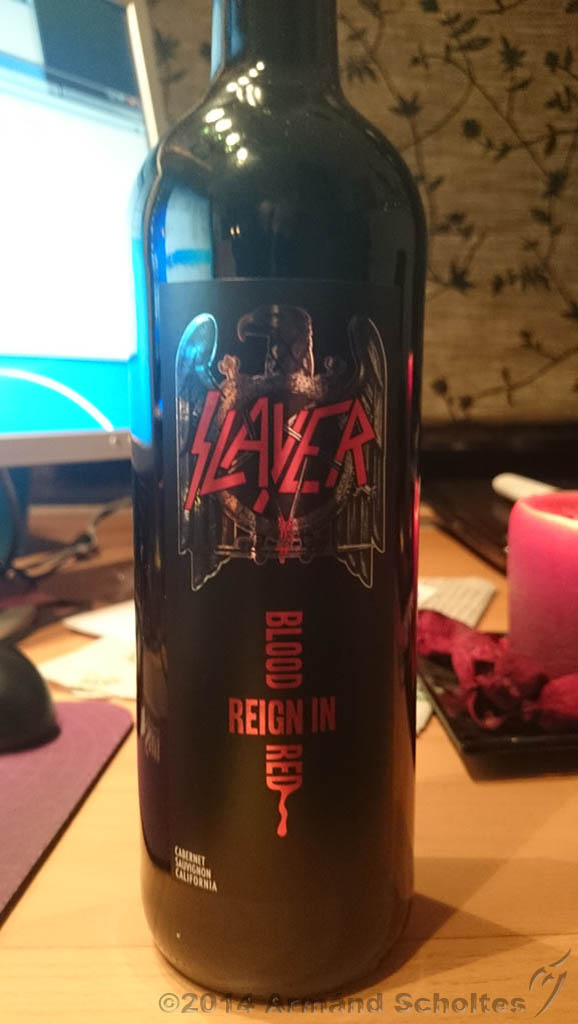 SLAYER
BLOOD
REIGN IN
RED
CABERNET
SAUVIGNON
CALIFORNIA
©2014 Armand Scholtes